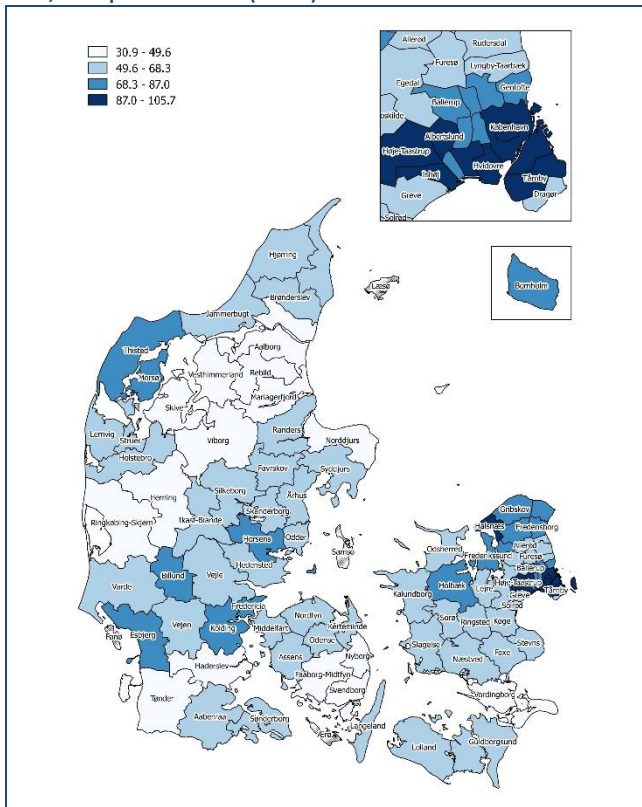 30.9 - 49.6
49.6 - 68.3
68.3 - 87.0
87.0 - 105.7
Allerød
Rudersdal
Furesø
Lyngby-Taarbæk
Egedal
Gentofte
Ballerup
oskilde
København
Albertslund
Høje-Taastrup
Hvidovre
Ishøj
Tårnby
Greve
Dragør
Solrød
Bornholm
Hjørring
Læsø
Brønderslev
Jammerbugt
Thisted
Aalborg
Vesthimmerland
Rebild
Morsø
Mariagerfjord
Skive
Lemvig
Struer
Viborg
Randers
Norddjurs
Holstebro
Favrskov
Syddjurs
Silkeborg
Herning
Århus
Skanderborg
Ringkøbing-Skjern
Ikast-Brande
Horsens
Odder
Samsø
Hedensted
Billund
Vejle
Varde
Fredericia
Fanø
Esbjerg
Vejen
Kolding
Middelfart
Nordfyn
Kerteminde
Odense
Assens
Nyborg
Haderslev
Faaborg-Midtfyn
Svendborg
Tønder
Aabenraa
Sønderborg
Ærø
Langeland
Gribskov
Halsnæs
Fredensborg
Allerød
Frederikssund
Furesø
Odsherred
Ballerup
Holbæk
Høje-Taastrup
Tårnby
Lejre
Greve
Kalundborg
Solrød
Sorø
Ringsted
Køge
Slagelse
Stevns
Faxe
Næstved
Vordingborg
Lolland
Guldborgsund